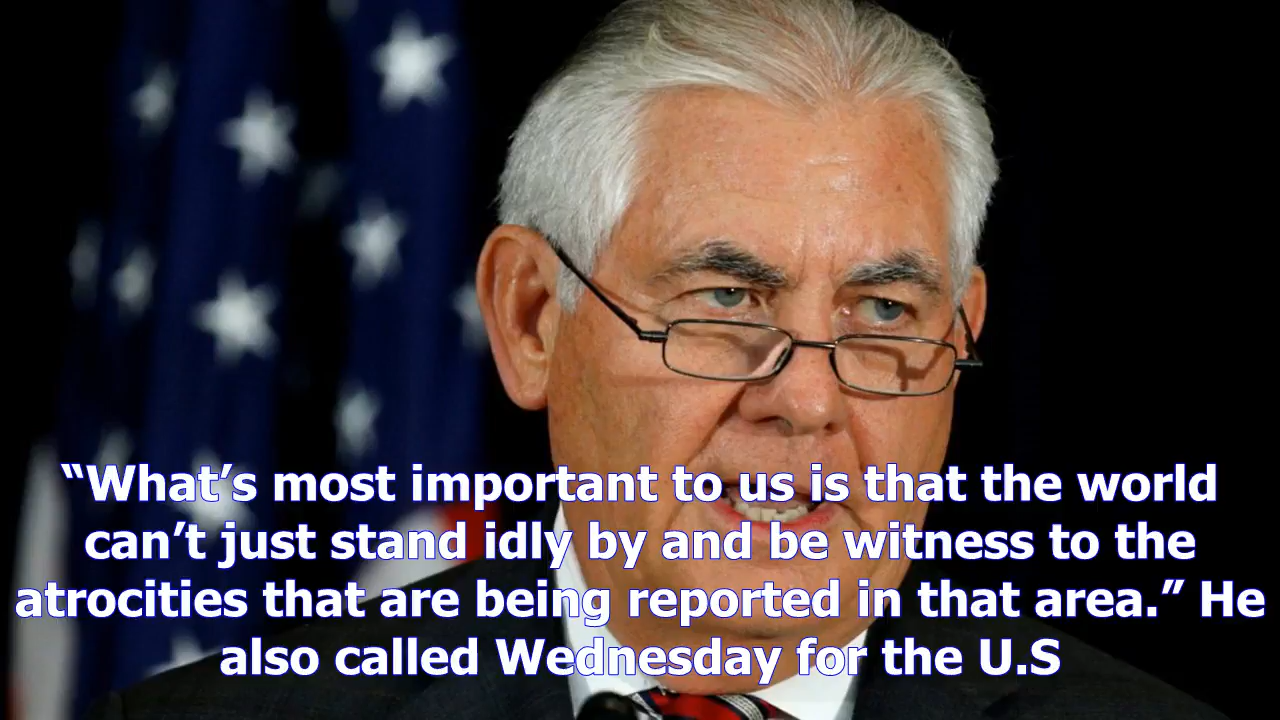 “What’s most important to us is that the world
can’t just stand idly by and be witness to the
atrocities that are being reported in that area.” He
also called Wednesday for the U.S